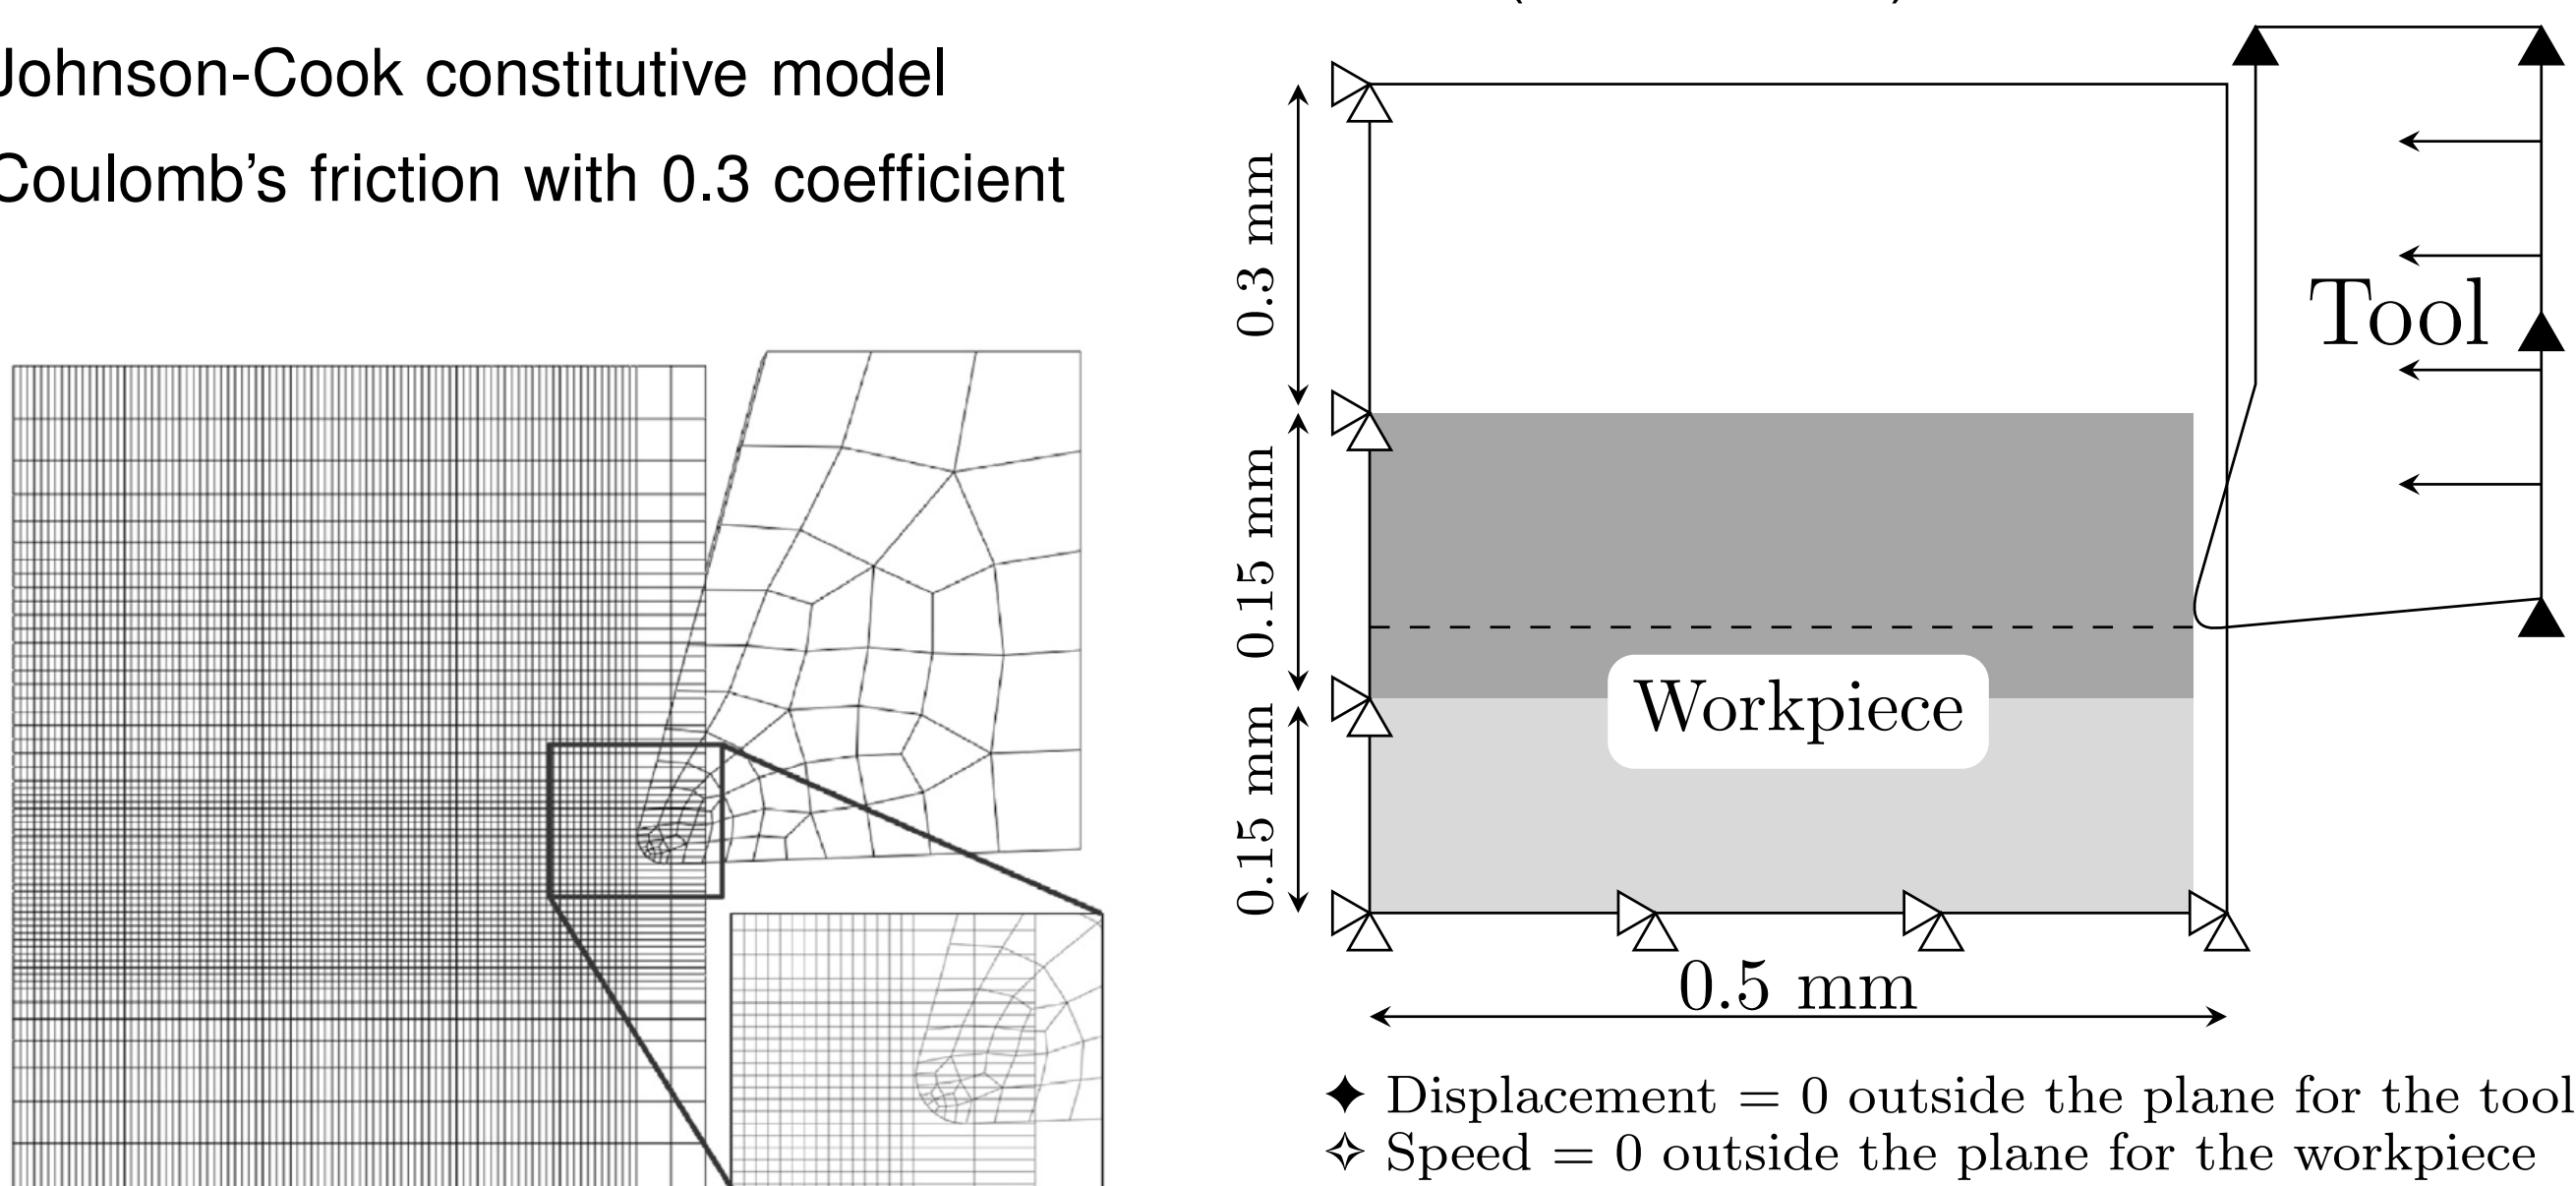 Johnson-Cook constitutive model
Coulomb's friction with 0.3 coefficient
0.3 mm
0.15 mm
0.15 mm
Tool
Workpiece
0.5 mm
✦ Displacement = 0 outside the plane for the tool
✧ Speed = 0 outside the plane for the workpiece